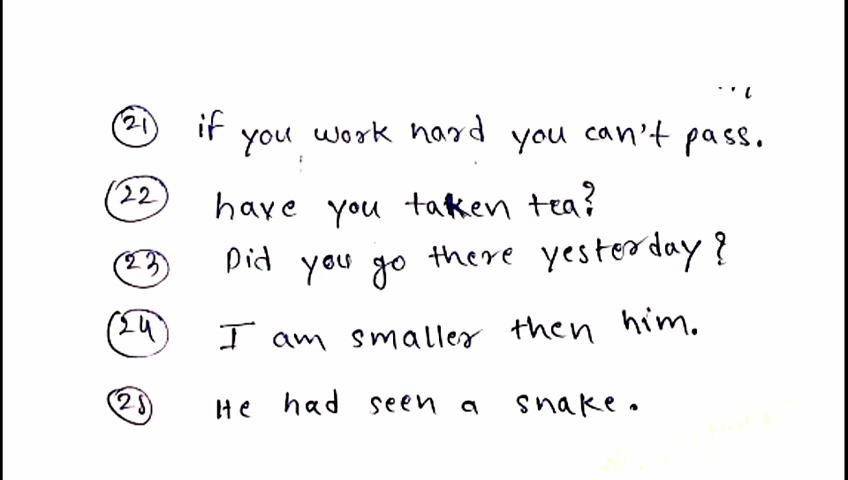 21 if you work hard you can't pass.
22 have you taken tea?
23 Did you go there yesterday?
24 I am smaller then him.
25 He had seen a snake.